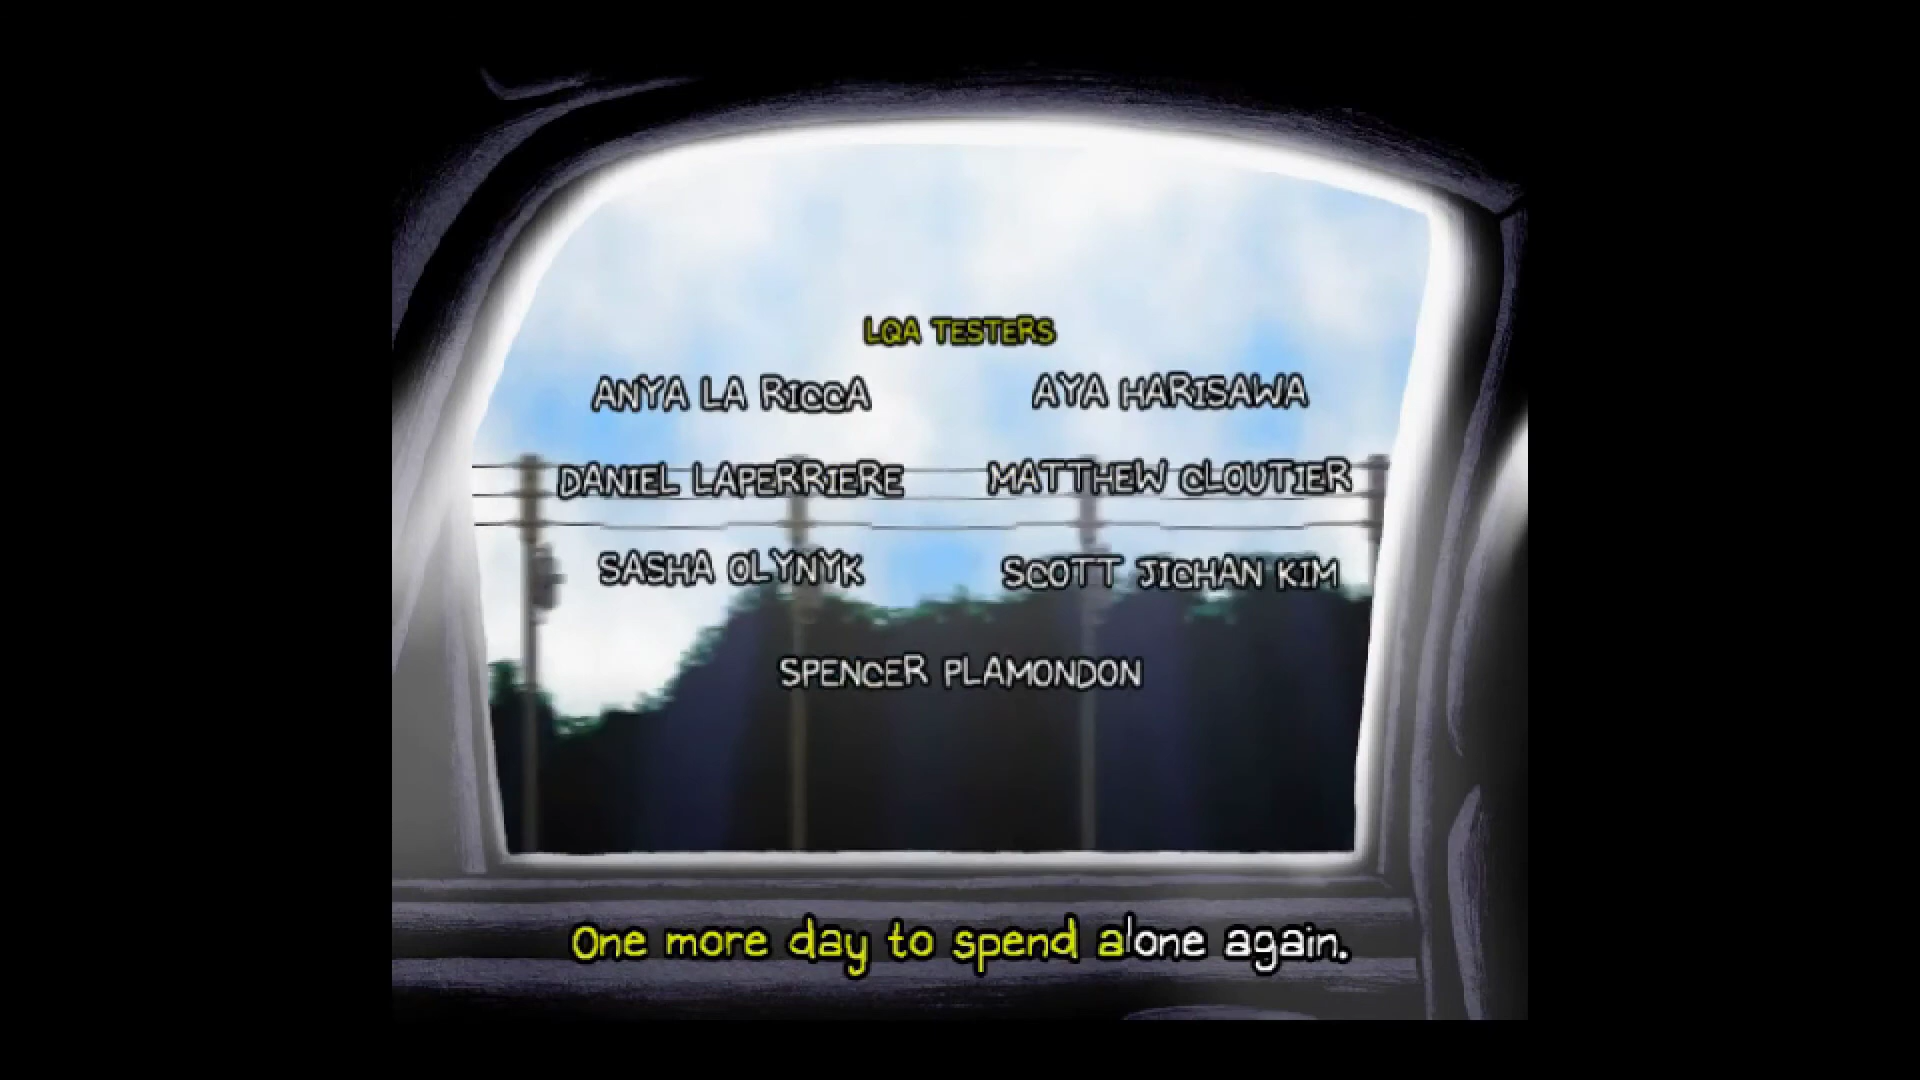 LQA TESTERS
ANYA LA RICCA
AYA HARISAWA
DANIEL LAPERRIERE
MATTHEW CLOUTIER
SASHA OLYNYK
SCOTT JICHAN KIM
SPENCER PLAMONDON
One more day to spend alone again.